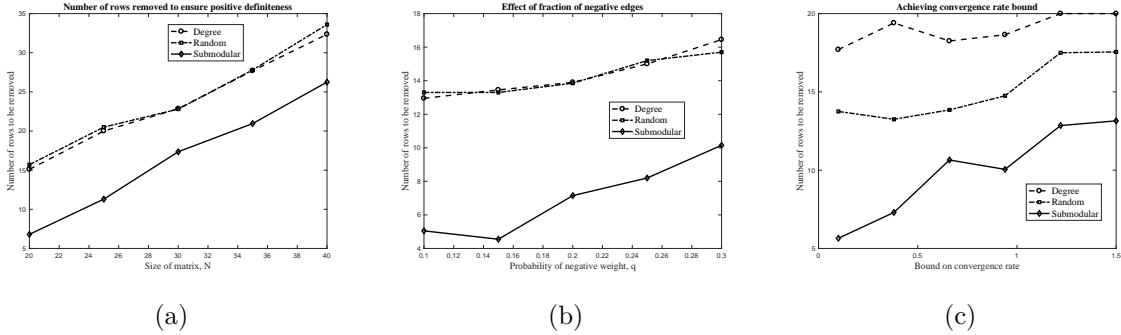 Number of rows removed to ensure positive definiteness
35
30
25
20
15
10
5
Number of rows to be removed
Degree
Random
Submodular
20 22 24 26 28 30 32 34 36 38 40
Size of matrix, N
(a)
Effect of fraction of negative edges
18
16
14
12
10
8
6
4
Number of rows to be removed
Degree
Random
Submodular
0.1 0.12 0.14 0.16 0.18 0.2 0.22 0.24 0.26 0.28 0.3
Probability of negative weight, q
(b)
Achieving convergence rate bound
20
15
10
5
Number of rows to be removed
Degree
Random
Submodular
0 0.5 1 1.5
Bound on convergence rate
(c)